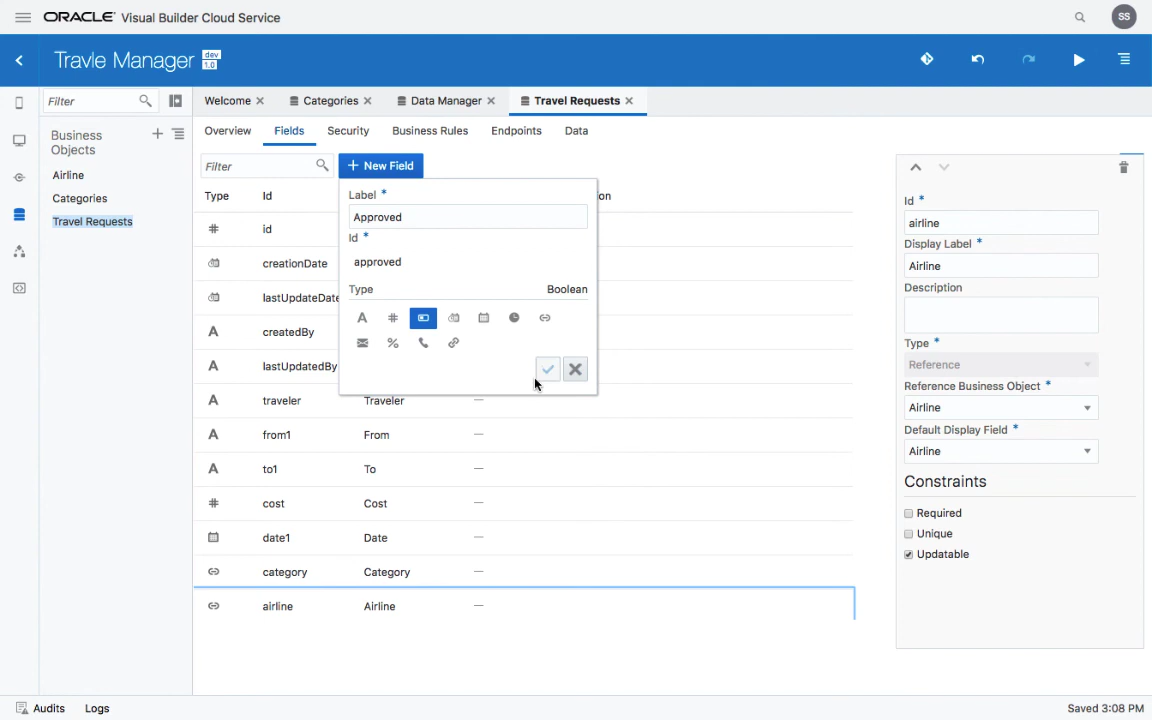 ORACLE Visual Builder Cloud Service
SS
Travle Manager dev 1.0
Filter
Welcome
Categories
Data Manager
Travel Requests
Business Objects
Airline
Categories
Travel Requests
Overview
Fields
Security
Business Rules
Endpoints
Data
Filter
+ New Field
Type Id on
# id
creationDate
lastUpdateDate
A createdBy
A lastUpdatedBy
A traveler Traveler —
A from1 From —
A to1 To —
# cost Cost —
date1 Date —
category Category —
airline Airline —
Label *
Approved
Id *
approved
Type Boolean
A #
%
Id *
airline
Display Label *
Airline
Description
Type *
Reference
Reference Business Object *
Airline
Default Display Field *
Airline
Constraints
Required
Unique
Updatable
Audits
Logs
Saved 3:08 PM